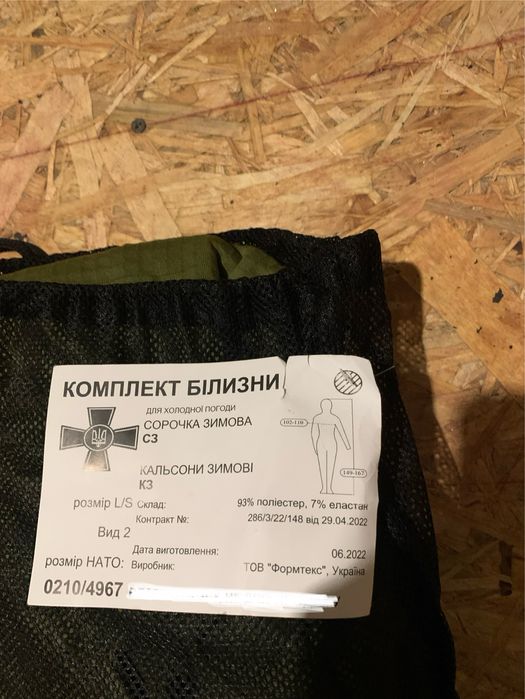 КОМПЛЕКТ БІЛИЗНИ
для холодної погоди
СОРОЧКА ЗИМОВА
СЗ
КАЛЬСОНИ ЗИМОВІ
КЗ
102-110
149-167
розмір L/S Склад: 93% поліестер, 7% еластан
Контракт №: 286/3/22/148 від 29.04.2022
Вид 2
Дата виготовлення: 06.2022
розмір НАТО: Виробник: ТОВ "Формтекс", Україна
0210/4967